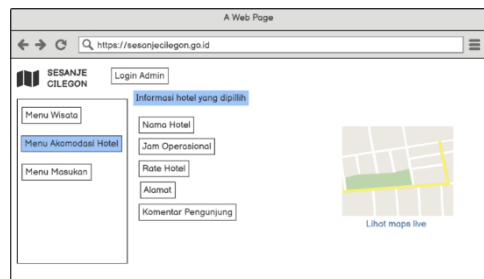 A Web Page
https://sesanjecilegon.go.id
SESANJE
CILEGON
Login Admin
Informasi hotel yang dipillih
Menu Wisata
Menu Akomodasi Hotel
Menu Masukan
Nama Hotel
Jam Operasional
Rate Hotel
Alamat
Komentar Pengunjung
Lihat maps live